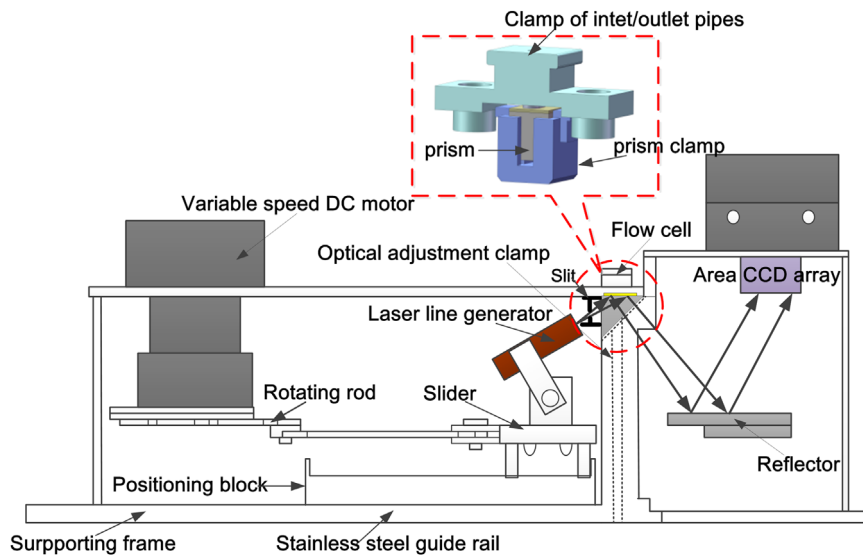 Clamp of intet/outlet pipes
prism
prism clamp
Variable speed DC motor
Flow cell
Optical adjustment clamp
Slit
Area CCD array
Laser line generator
Rotating rod
Slider
Reflector
Positioning block
Surpporting frame
Stainless steel guide rail